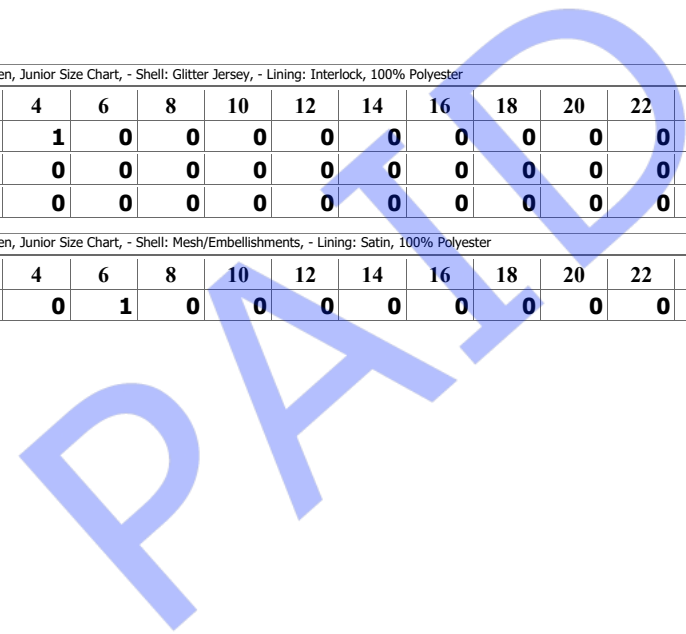 en, Junior Size Chart, - Shell: Glitter Jersey, - Lining: Interlock, 100% Polyester
4 6 8 10 12 14 16 18 20 22
1 0 0 0 0 0 0 0 0 0
0 0 0 0 0 0 0 0 0 0
0 0 0 0 0 0 0 0 0 0
en, Junior Size Chart, - Shell: Mesh/Embellishments, - Lining: Satin, 100% Polyester
4 6 8 10 12 14 16 18 20 22
0 1 0 0 0 0 0 0 0 0
PAID